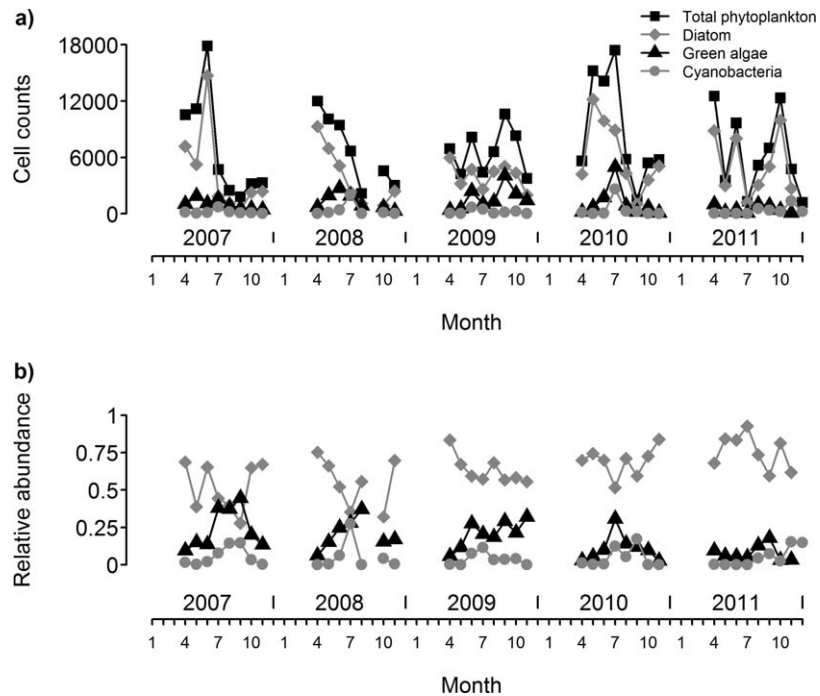 a)
Total phytoplankton
Diatom
Green algae
Cyanobacteria
Cell counts
18000
12000
6000
0
2007 2008 2009 2010 2011
1 4 7 10 1 4 7 10 1 4 7 10 1 4 7 10 1 4 7 10
Month
b)
Relative abundance
1
0.75
0.5
0.25
0
2007 2008 2009 2010 2011
1 4 7 10 1 4 7 10 1 4 7 10 1 4 7 10 1 4 7 10
Month